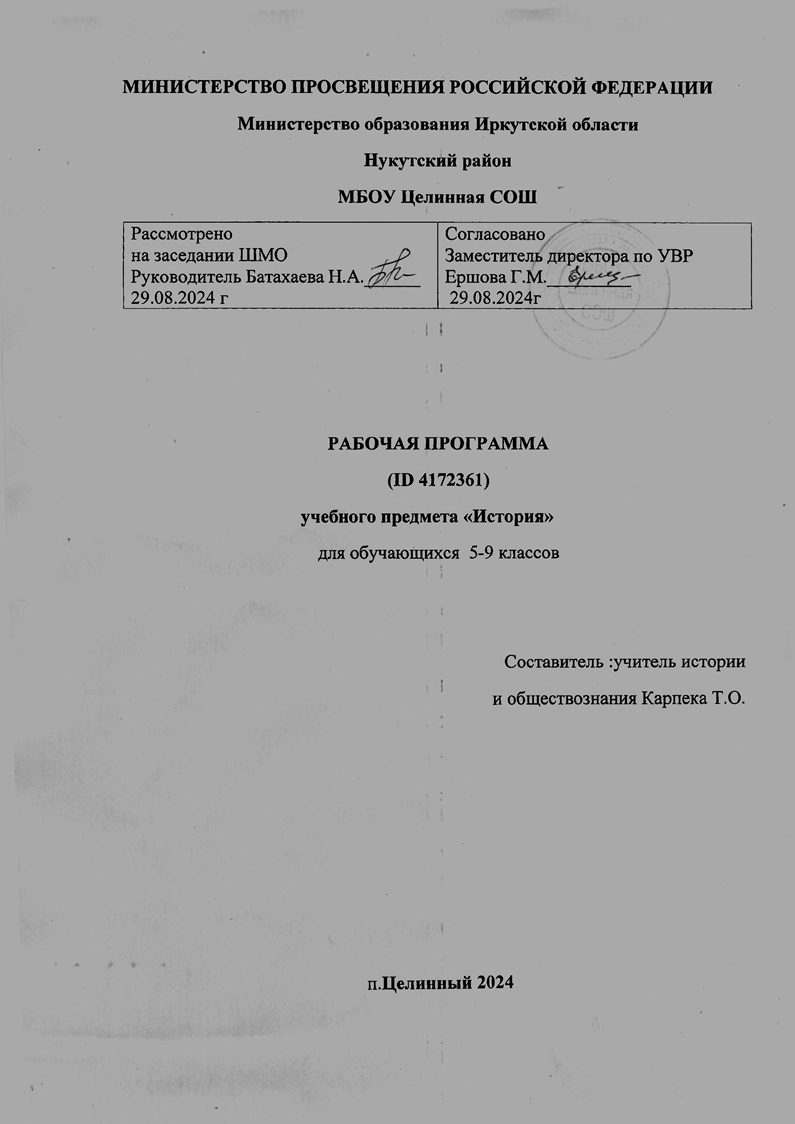 МИНИСТЕРСТВО ПРОСВЕЩЕНИЯ РОССИЙСКОЙ ФЕДЕРАЦИИ
Министерство образования Иркутской области
Нукутский район
МБОУ Целинная СОШ
Рассмотрено
на заседании ШМО
Руководитель Батахаева Н.А.
29.08.2024 г
Согласовано
Заместитель директора по УВР
Ершова Г.М.
29.08.2024г
СОШ
РАБОЧАЯ ПРОГРАММА
(ID 4172361)
учебного предмета «История»
для обучающихся 5-9 классов
Составитель :учитель истории
и обществознания Карпека Т.О.
п.Целинный 2024